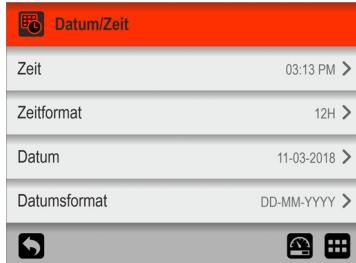 Datum/Zeit
Zeit 03:13 PM
Zeitformat 12H
Datum 11-03-2018
Datumsformat DD-MM-YYYY